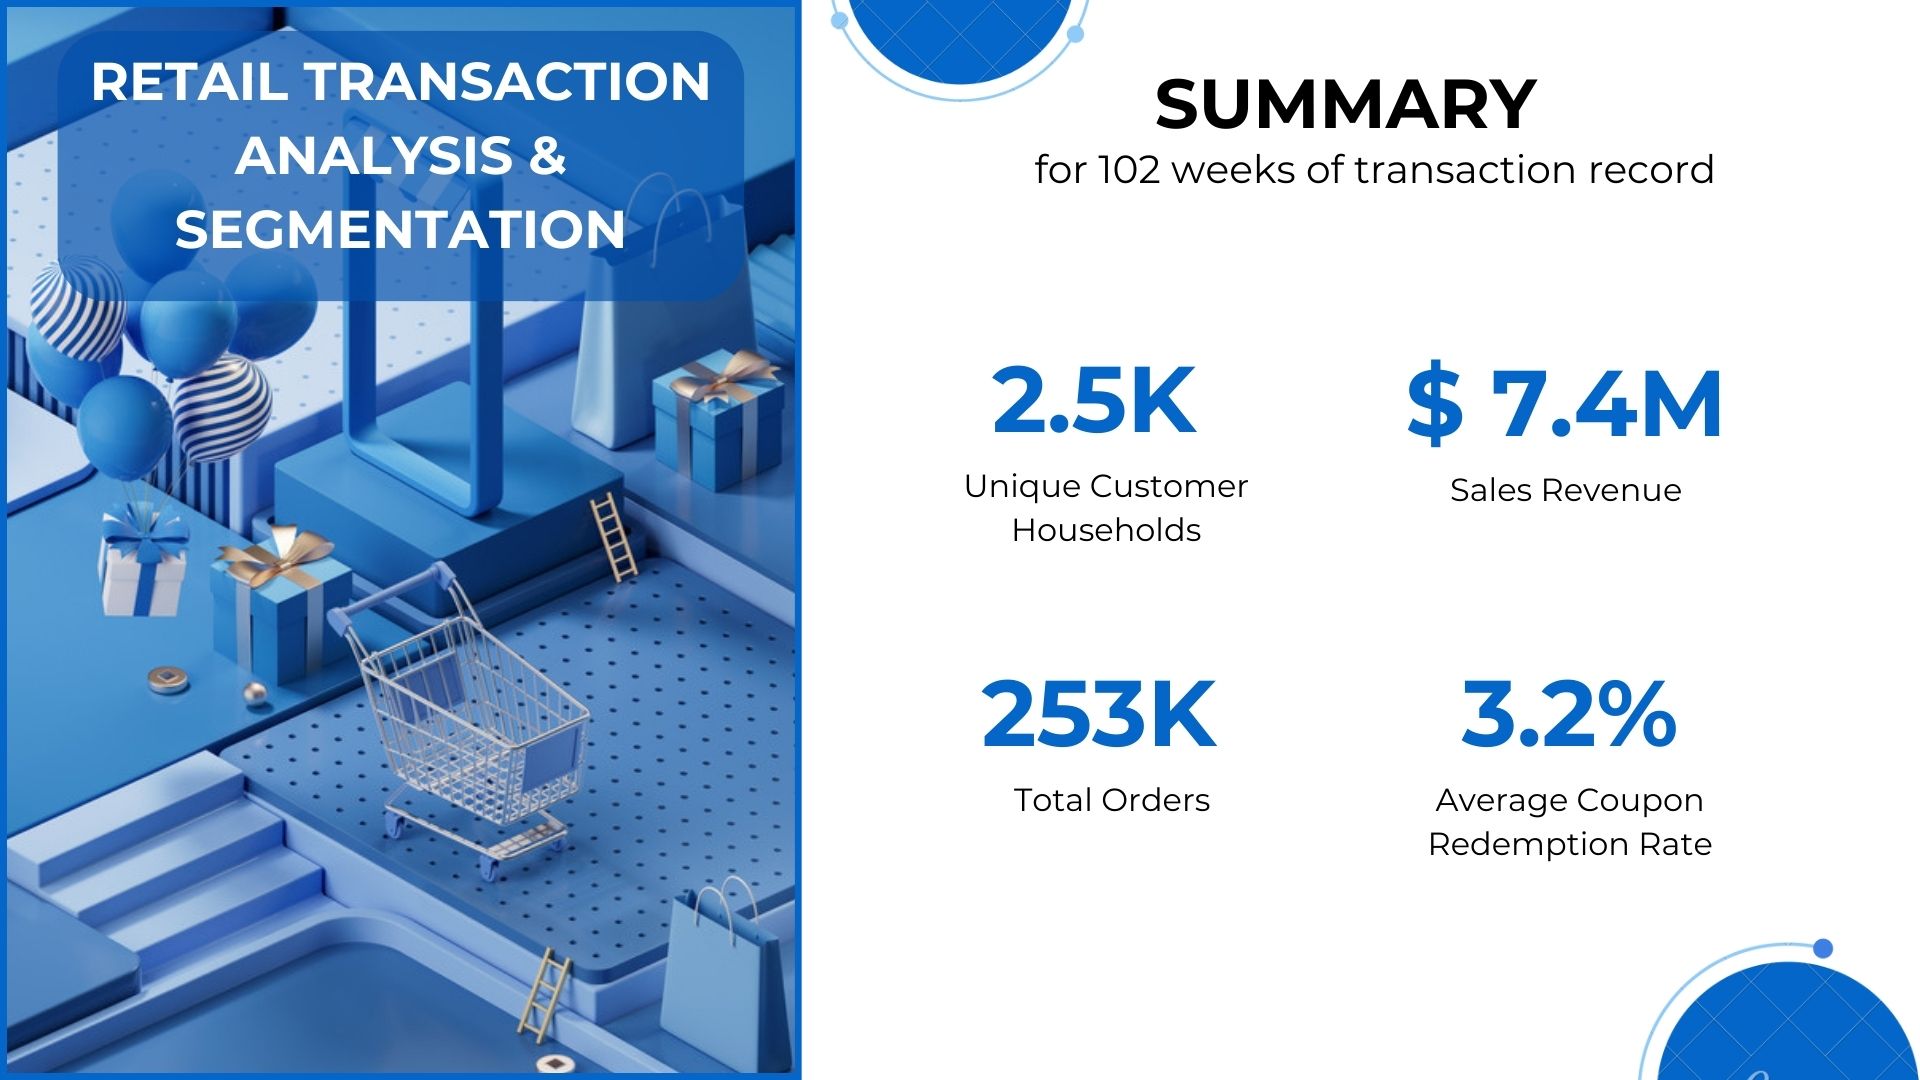 RETAIL TRANSACTION
ANALYSIS &
SEGMENTATION
SUMMARY
for 102 weeks of transaction record
2.5K
Unique Customer
Households
$ 7.4M
Sales Revenue
253K
Total Orders
3.2%
Average Coupon
Redemption Rate